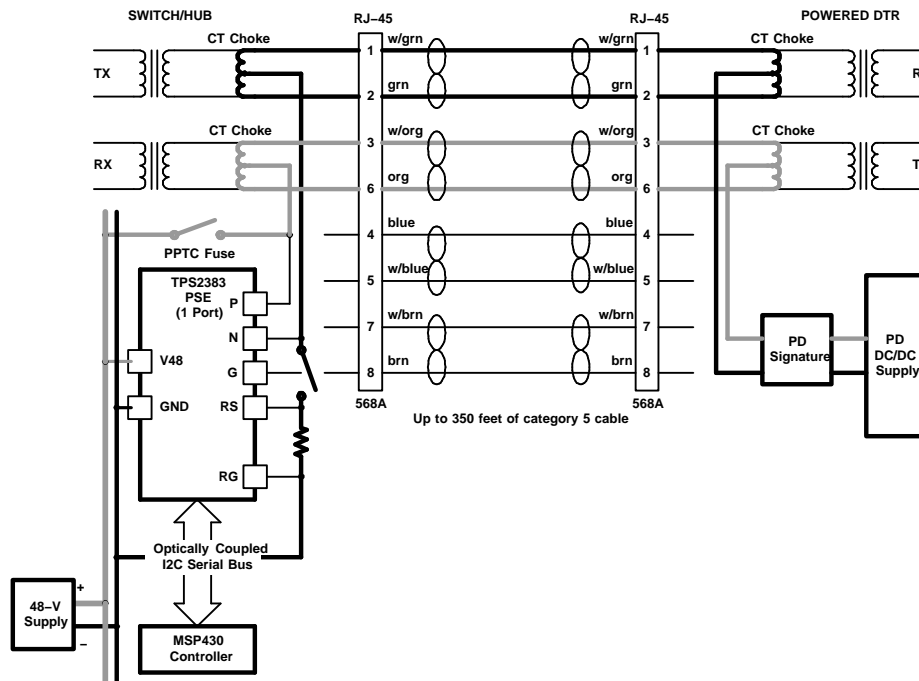 SWITCH/HUB
RJ−45
RJ−45
POWERED DTR
CT Choke
w/grn
w/grn
CT Choke
TX
1
1
R
grn
grn
2
2
CT Choke
w/org
w/org
CT Choke
3
3
RX
T
org
org
6
6
blue
blue
4
4
PPTC Fuse
w/blue
w/blue
5
5
TPS2383
PSE
(1 Port)
P
N
w/brn
w/brn
7
7
V48
G
brn
brn
8
8
PD
Signature
PD
DC/DC
Supply
GND
RS
568A
568A
Up to 350 feet of category 5 cable
RG
Optically Coupled
I2C Serial Bus
+
48−V
Supply
−
MSP430
Controller